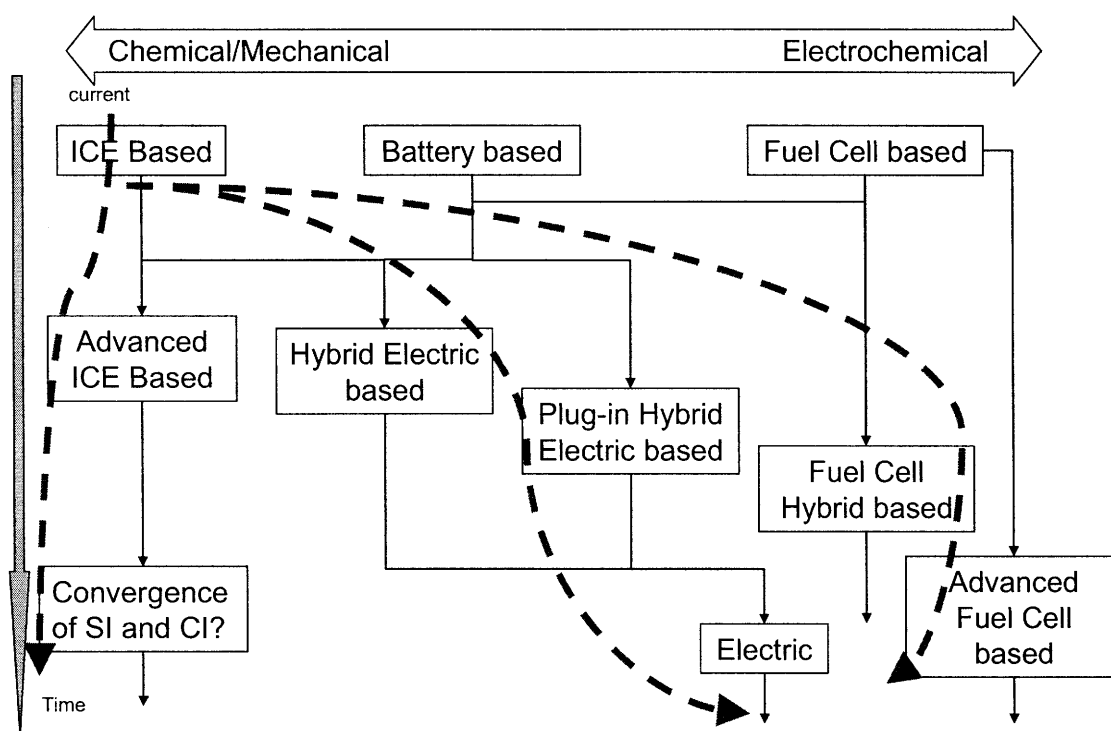 Chemical/Mechanical
Electrochemical
current
ICE Based
Battery based
Fuel Cell based
Advanced
ICE Based
Hybrid Electric
based
Plug-in Hybrid
Electric based
Fuel Cell
Hybrid based
Convergence
of SI and CI?
Advanced
Fuel Cell
based
Electric
Time